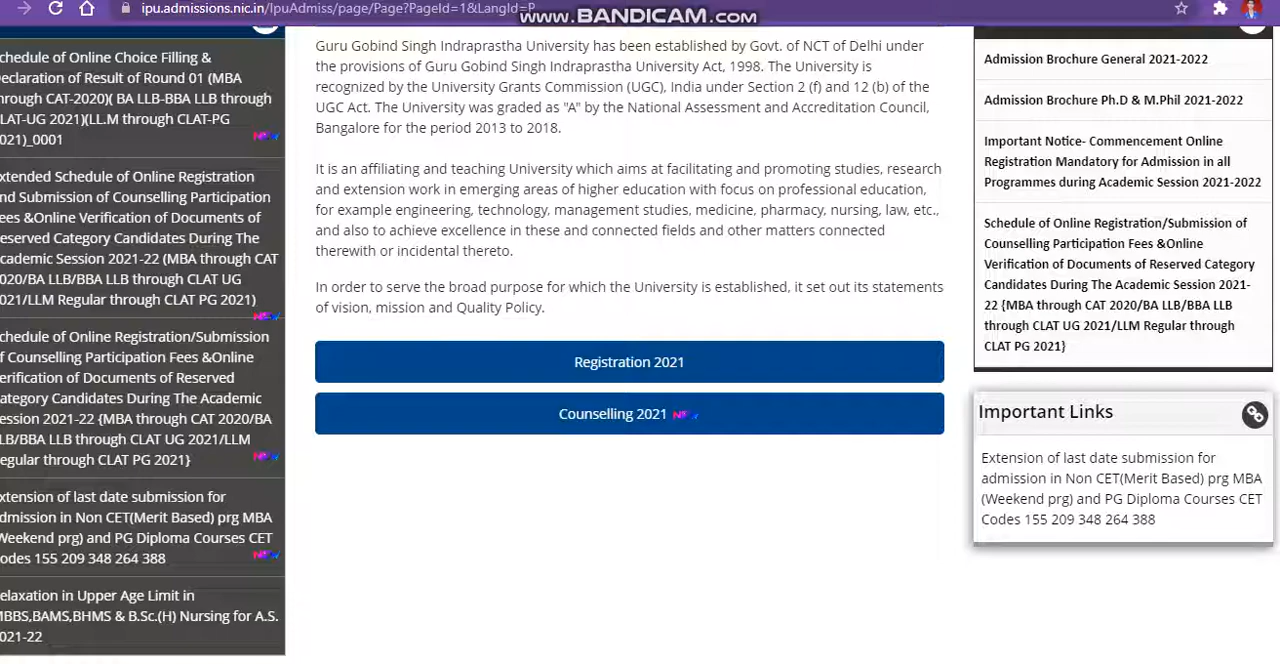 ipu.admissions.nic.in/IpuAdmiss/page/Page?PageId=1&LangId=P
www.BANDICAM.com
chedule of Online Choice Filling &
eclaration of Result of Round 01 (MBA
hrough CAT-2020)( BA LLB-BBA LLB through
LAT-UG 2021)(LL.M through CLAT-PG
021)_0001
NEW
xtended Schedule of Online Registration
nd Submission of Counselling Participation
ees &Online Verification of Documents of
eserved Category Candidates During The
cademic Session 2021-22 (MBA through CAT
020/BA LLB/BBA LLB through CLAT UG
021/LLM Regular through CLAT PG 2021)
NEW
chedule of Online Registration/Submission
f Counselling Participation Fees &Online
erification of Documents of Reserved
ategory Candidates During The Academic
ession 2021-22 {MBA through CAT 2020/BA
LB/BBA LLB through CLAT UG 2021/LLM
egular through CLAT PG 2021}
NEW
xtension of last date submission for
dmission in Non CET(Merit Based) prg MBA
Weekend prg) and PG Diploma Courses CET
odes 155 209 348 264 388
NEW
elaxation in Upper Age Limit in
MBBS,BAMS,BHMS & B.Sc.(H) Nursing for A.S.
021-22
Guru Gobind Singh Indraprastha University has been established by Govt. of NCT of Delhi under
the provisions of Guru Gobind Singh Indraprastha University Act, 1998. The University is
recognized by the University Grants Commission (UGC), India under Section 2 (f) and 12 (b) of the
UGC Act. The University was graded as "A" by the National Assessment and Accreditation Council,
Bangalore for the period 2013 to 2018.
It is an affiliating and teaching University which aims at facilitating and promoting studies, research
and extension work in emerging areas of higher education with focus on professional education,
for example engineering, technology, management studies, medicine, pharmacy, nursing, law, etc.,
and also to achieve excellence in these and connected fields and other matters connected
therewith or incidental thereto.
In order to serve the broad purpose for which the University is established, it set out its statements
of vision, mission and Quality Policy.
Registration 2021
Counselling 2021 NEW
Admission Brochure General 2021-2022
Admission Brochure Ph.D & M.Phil 2021-2022
Important Notice- Commencement Online
Registration Mandatory for Admission in all
Programmes during Academic Session 2021-2022
Schedule of Online Registration/Submission of
Counselling Participation Fees &Online
Verification of Documents of Reserved Category
Candidates During The Academic Session 2021-
22 {MBA through CAT 2020/BA LLB/BBA LLB
through CLAT UG 2021/LLM Regular through
CLAT PG 2021}
Important Links
Extension of last date submission for
admission in Non CET(Merit Based) prg MBA
(Weekend prg) and PG Diploma Courses CET
Codes 155 209 348 264 388